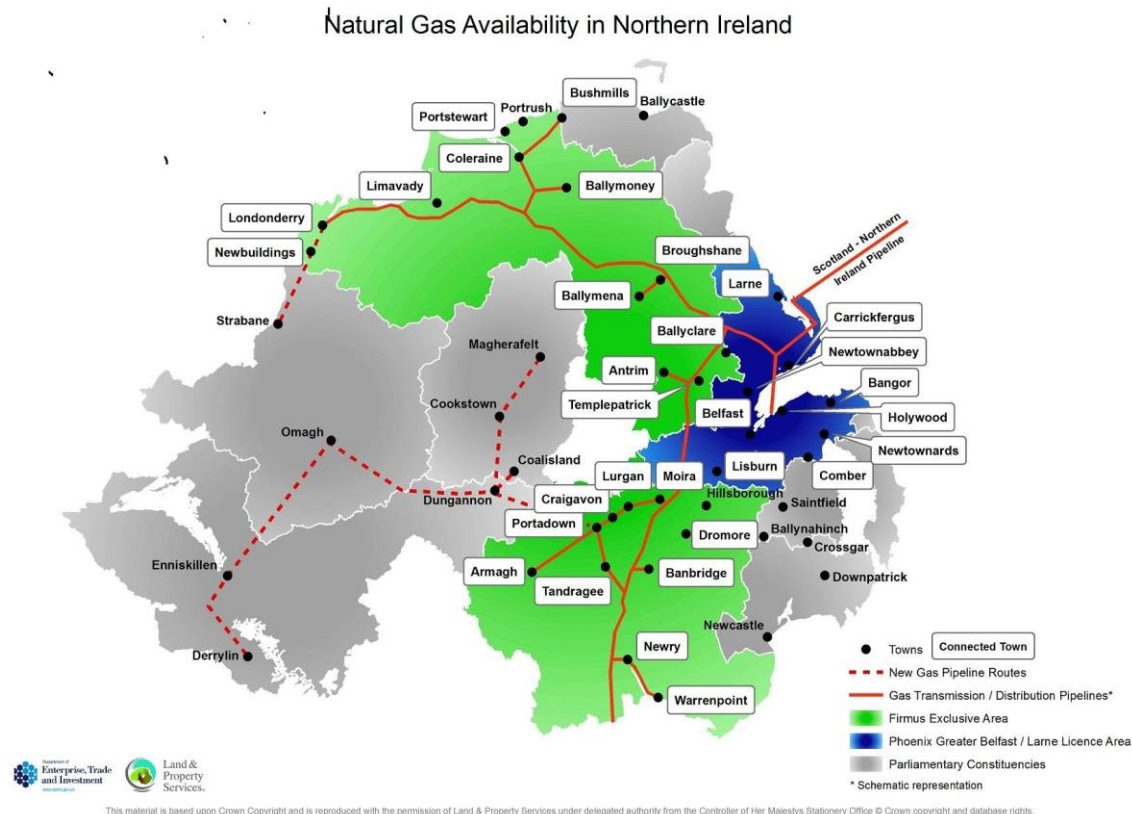 Natural Gas Availability in Northern Ireland
Bushmills
Ballycastle
Portrush
Portstewart
Coleraine
Ballymoney
Limavady
Londonderry
Newbuildings
Scotland - Northern
Ireland Pipeline
Broughshane
Larne
Ballymena
Carrickfergus
Strabane
Ballyclare
Newtownabbey
Magherafelt
Antrim
Bangor
Templepatrick
Cookstown
Belfast
Holywood
Omagh
Newtownards
Coalisland
Lisburn
Comber
Lurgan
Moira
Dungannon
Craigavon
Hillsborough
Saintfield
Portadown
Dromore
Ballynahinch
Crossgar
Enniskillen
Armagh
Tandragee
Banbridge
Downpatrick
Newcastle
Derrylin
Newry
Warrenpoint
Towns
Connected Town
New Gas Pipeline Routes
Gas Transmission / Distribution Pipelines*
Firmus Exclusive Area
Phoenix Greater Belfast / Larne Licence Area
Parliamentary Constituencies
* Schematic representation
Department of
Enterprise, Trade
and Investment
www.detini.gov.uk
Land &
Property
Services.
This material is based upon Crown Copyright and is reproduced with the permission of Land & Property Services under delegated authority from the Controller of Her Majestys Stationery Office © Crown copyright and database rights.